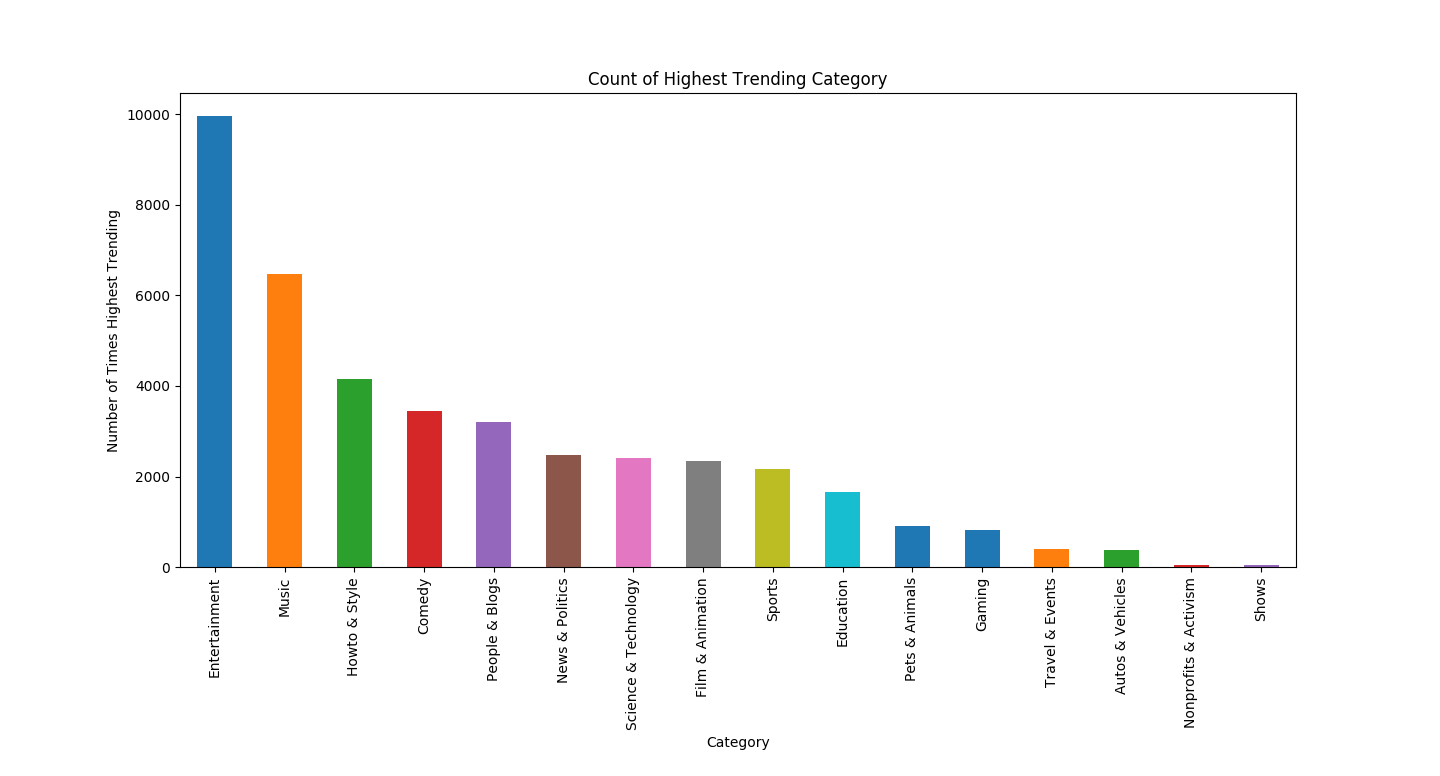 Count of Highest Trending Category
Number of Times Highest Trending
10000
8000
6000
4000
2000
0
Entertainment
Music
Howto & Style
Comedy
People & Blogs
News & Politics
Science & Technology
Film & Animation
Sports
Education
Pets & Animals
Gaming
Travel & Events
Autos & Vehicles
Nonprofits & Activism
Shows
Category